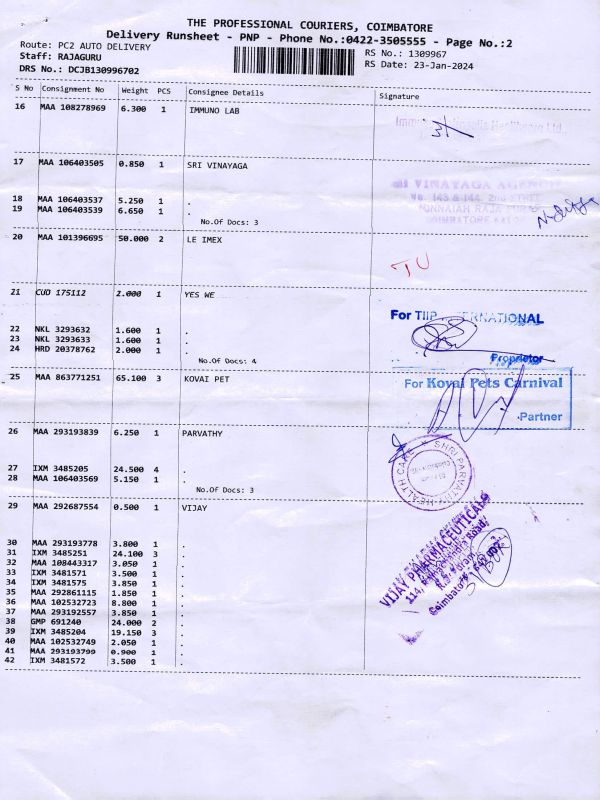 THE PROFESSIONAL COURIERS, COIMBATORE
Delivery Runsheet - PNP - Phone No.:0422-3505555 - Page No.:2
Route: PC2 AUTO DELIVERY RS No.: 1309967
Staff: RAJAGURU RS Date: 23-Jan-2024
DRS No.: DCJB130996702
S No Consignment No Weight PCS Consignee Details Signature
16 MAA 108278969 6.300 1 IMMUNO LAB
17 MAA 106403505 0.850 1 SRI VINAYAGA
VINAYAGA
18 MAA 106403537 5.250 1 .
19 MAA 106403539 6.650 1 .
No.Of Docs: 3
20 MAA 101396695 50.000 2 LE IMEX
TU
21 CUD 175112 2.000 1 YES WE
For
22 NKL 3293632 1.600 1 .
23 NKL 3293633 1.600 1 .
24 HRD 20378762 2.000 1 .
No.Of Docs: 4
Proprietor
25 MAA 863771251 65.100 3 KOVAI PET
For Kovai Pets Carnival
Partner
26 MAA 293193839 6.250 1 PARVATHY
SHRI PARVATHY HEALTH CARE
27 IXM 3485205 24.500 4 .
28 MAA 106403569 5.150 1 .
No.Of Docs: 3
29 MAA 292687554 0.500 1 VIJAY
VIJAY PHARMACEUTICALS
Coimbatore
30 MAA 293193778 3.800 1 .
31 IXM 3485251 24.100 3 .
32 MAA 108443317 3.050 1 .
33 IXM 3481571 3.500 1 .
34 IXM 3481575 3.850 1 .
35 MAA 292861115 1.850 1 .
36 MAA 102532723 8.800 1 .
37 MAA 293192557 3.850 1 .
38 GMP 691240 24.000 2 .
39 IXM 3485204 19.150 3 .
40 MAA 102532749 2.050 1 .
41 MAA 293193799 0.900 1 .
42 IXM 3481572 3.500 1 .